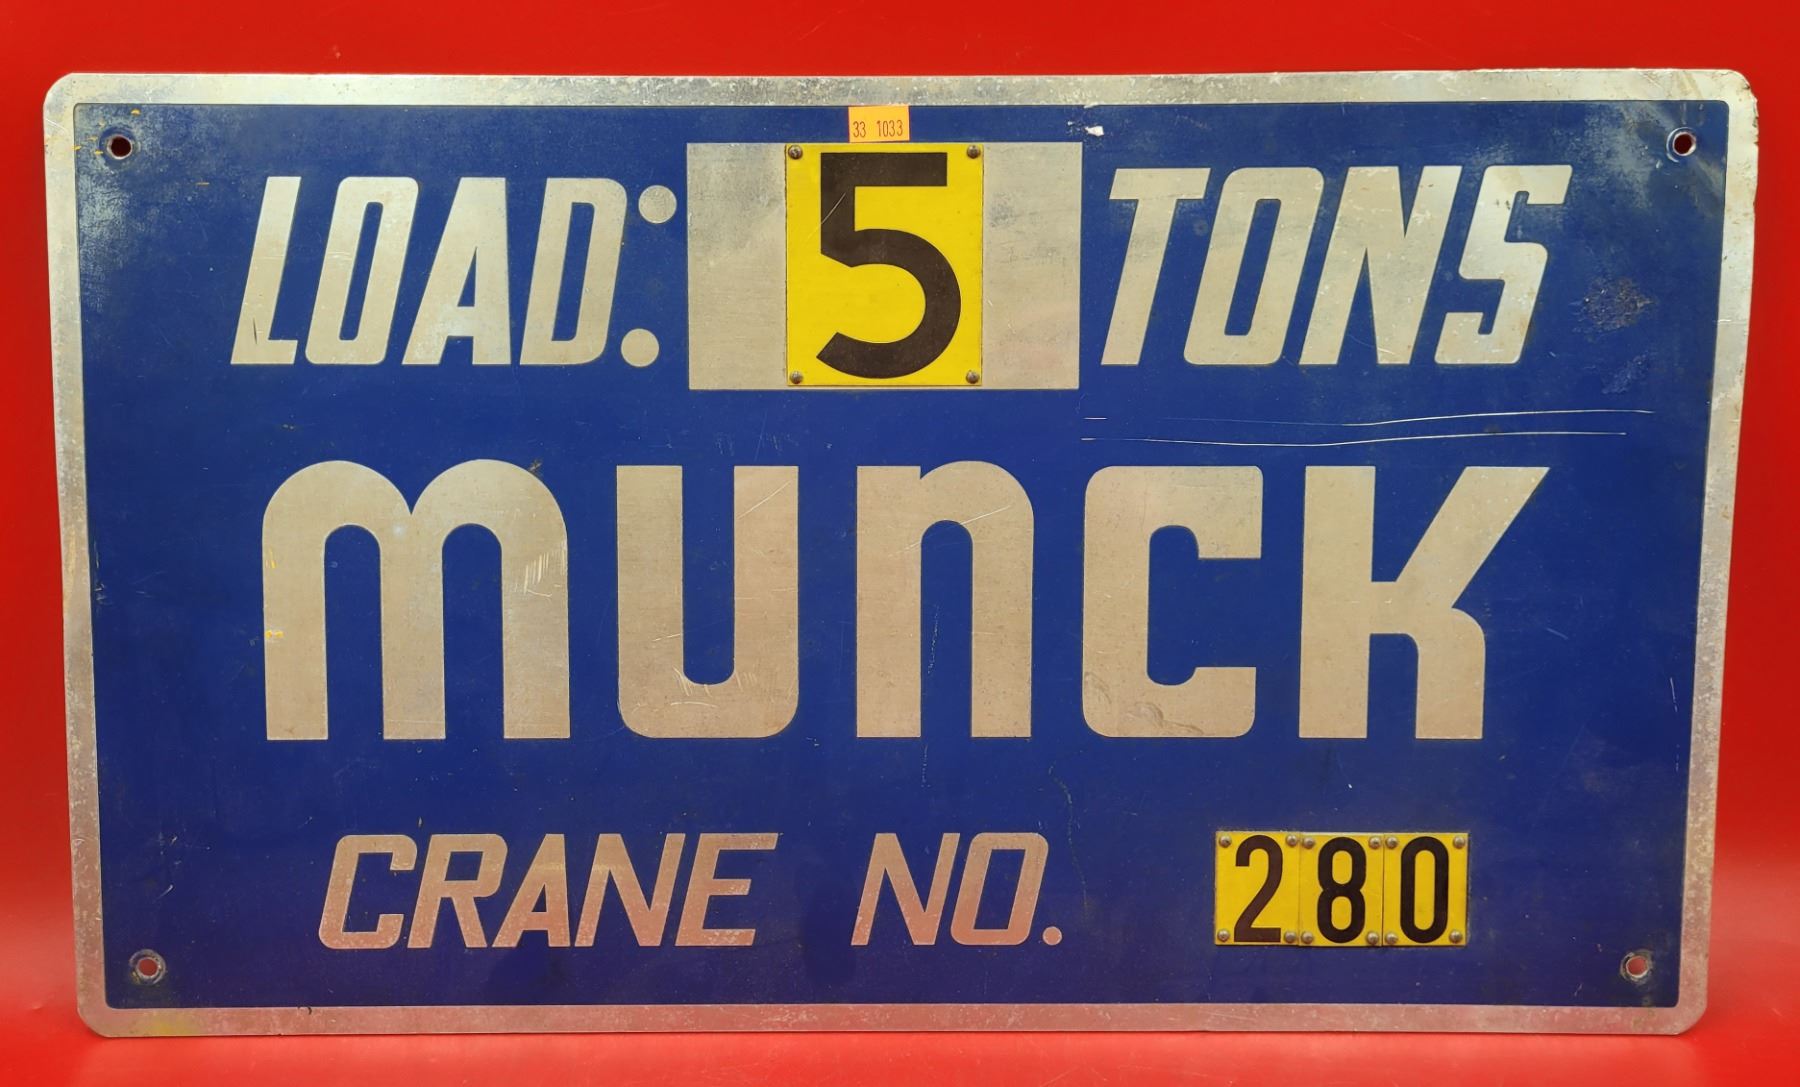 33 1033
LOAD: 5 TONS
munck
CRANE NO. 280